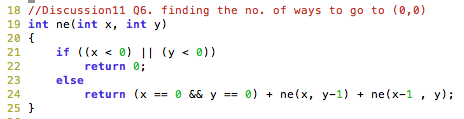 18 //Discussion11 Q6. finding the no. of ways to go to (0,0)
19 int ne(int x, int y)
20 {
21     if ((x < 0) || (y < 0))
22         return 0;
23     else
24         return (x == 0 && y == 0) + ne(x, y-1) + ne(x-1 , y);
25 }